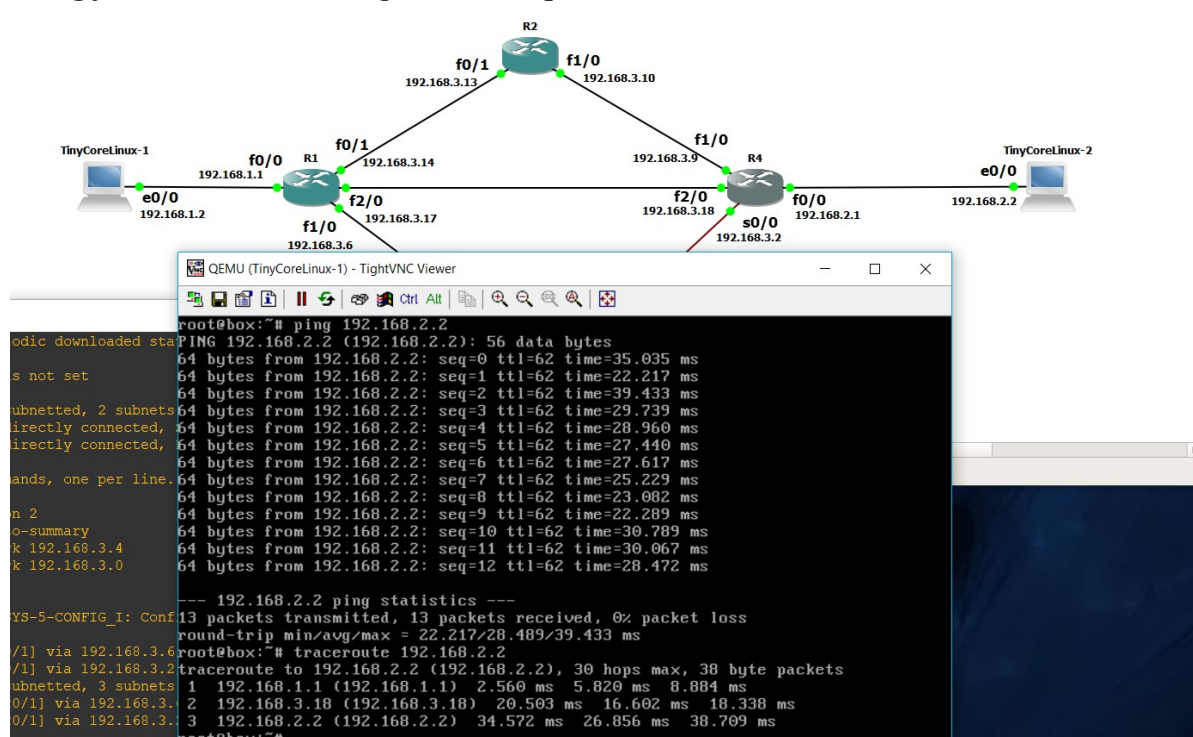 R2
f0/1
f1/0
192.168.3.13
192.168.3.10
TinyCoreLinux-1
f0/0
R1
f0/1
192.168.3.14
192.168.1.1
e0/0
192.168.1.2
f2/0
192.168.3.17
f1/0
192.168.3.6
f1/0
192.168.3.9
R4
f2/0
192.168.3.18
f0/0
192.168.2.1
s0/0
192.168.3.2
TinyCoreLinux-2
e0/0
192.168.2.2
QEMU (TinyCoreLinux-1) - TightVNC Viewer
Ctrl Alt
root@box:~# ping 192.168.2.2
PING 192.168.2.2 (192.168.2.2): 56 data bytes
64 bytes from 192.168.2.2: seq=0 ttl=62 time=35.035 ms
64 bytes from 192.168.2.2: seq=1 ttl=62 time=22.217 ms
64 bytes from 192.168.2.2: seq=2 ttl=62 time=39.433 ms
64 bytes from 192.168.2.2: seq=3 ttl=62 time=29.739 ms
64 bytes from 192.168.2.2: seq=4 ttl=62 time=28.960 ms
64 bytes from 192.168.2.2: seq=5 ttl=62 time=27.440 ms
64 bytes from 192.168.2.2: seq=6 ttl=62 time=27.617 ms
64 bytes from 192.168.2.2: seq=7 ttl=62 time=25.229 ms
64 bytes from 192.168.2.2: seq=8 ttl=62 time=23.082 ms
64 bytes from 192.168.2.2: seq=9 ttl=62 time=22.289 ms
64 bytes from 192.168.2.2: seq=10 ttl=62 time=30.789 ms
64 bytes from 192.168.2.2: seq=11 ttl=62 time=30.067 ms
64 bytes from 192.168.2.2: seq=12 ttl=62 time=28.472 ms
--- 192.168.2.2 ping statistics ---
13 packets transmitted, 13 packets received, 0% packet loss
round-trip min/avg/max = 22.217/28.489/39.433 ms
root@box:~# traceroute 192.168.2.2
traceroute to 192.168.2.2 (192.168.2.2), 30 hops max, 38 byte packets
1 192.168.1.1 (192.168.1.1) 2.560 ms 5.820 ms 8.884 ms
2 192.168.3.18 (192.168.3.18) 20.503 ms 16.602 ms 18.338 ms
3 192.168.2.2 (192.168.2.2) 34.572 ms 26.856 ms 38.709 ms
odic downloaded sta
s not set
subnetted, 2 subnets
directly connected,
directly connected,
ands, one per line.
on 2
o-summary
rk 192.168.3.4
rk 192.168.3.0
SYS-5-CONFIG_I: Conf
/1] via 192.168.3.6
/1] via 192.168.3.2
subnetted, 3 subnets
0/1] via 192.168.3.
0/1] via 192.168.3.